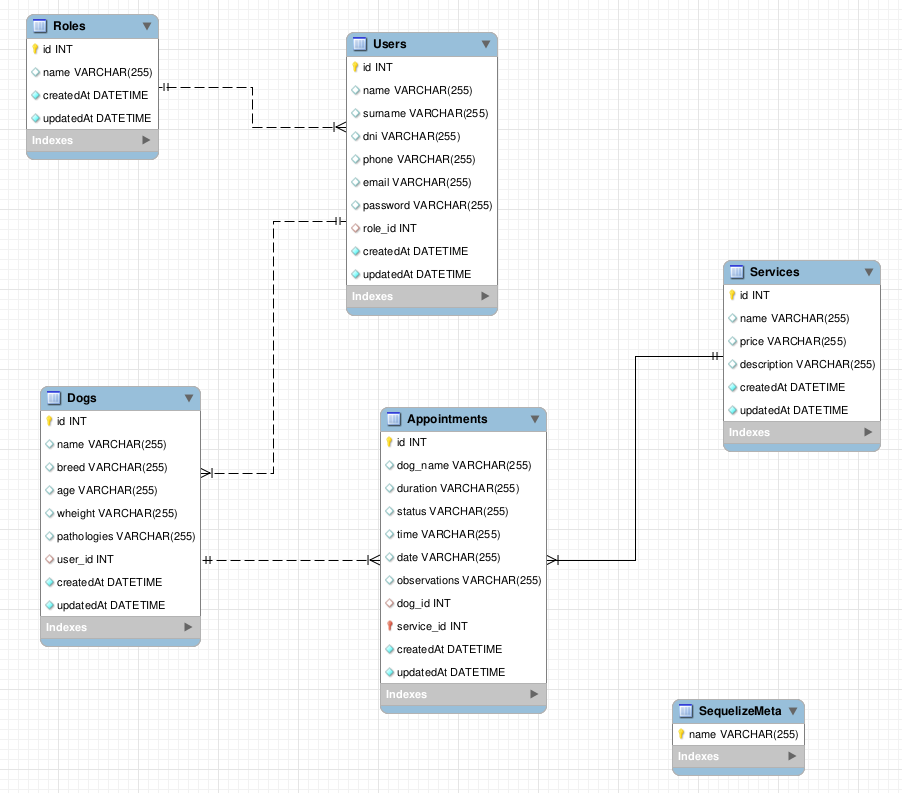 Roles
id INT
name VARCHAR(255)
createdAt DATETIME
updatedAt DATETIME
Indexes
Users
id INT
name VARCHAR(255)
surname VARCHAR(255)
dni VARCHAR(255)
phone VARCHAR(255)
email VARCHAR(255)
password VARCHAR(255)
role_id INT
createdAt DATETIME
updatedAt DATETIME
Indexes
Services
id INT
name VARCHAR(255)
price VARCHAR(255)
description VARCHAR(255)
createdAt DATETIME
updatedAt DATETIME
Indexes
Dogs
id INT
name VARCHAR(255)
breed VARCHAR(255)
age VARCHAR(255)
wheight VARCHAR(255)
pathologies VARCHAR(255)
user_id INT
createdAt DATETIME
updatedAt DATETIME
Indexes
Appointments
id INT
dog_name VARCHAR(255)
duration VARCHAR(255)
status VARCHAR(255)
time VARCHAR(255)
date VARCHAR(255)
observations VARCHAR(255)
dog_id INT
service_id INT
createdAt DATETIME
updatedAt DATETIME
Indexes
SequelizeMeta
name VARCHAR(255)
Indexes